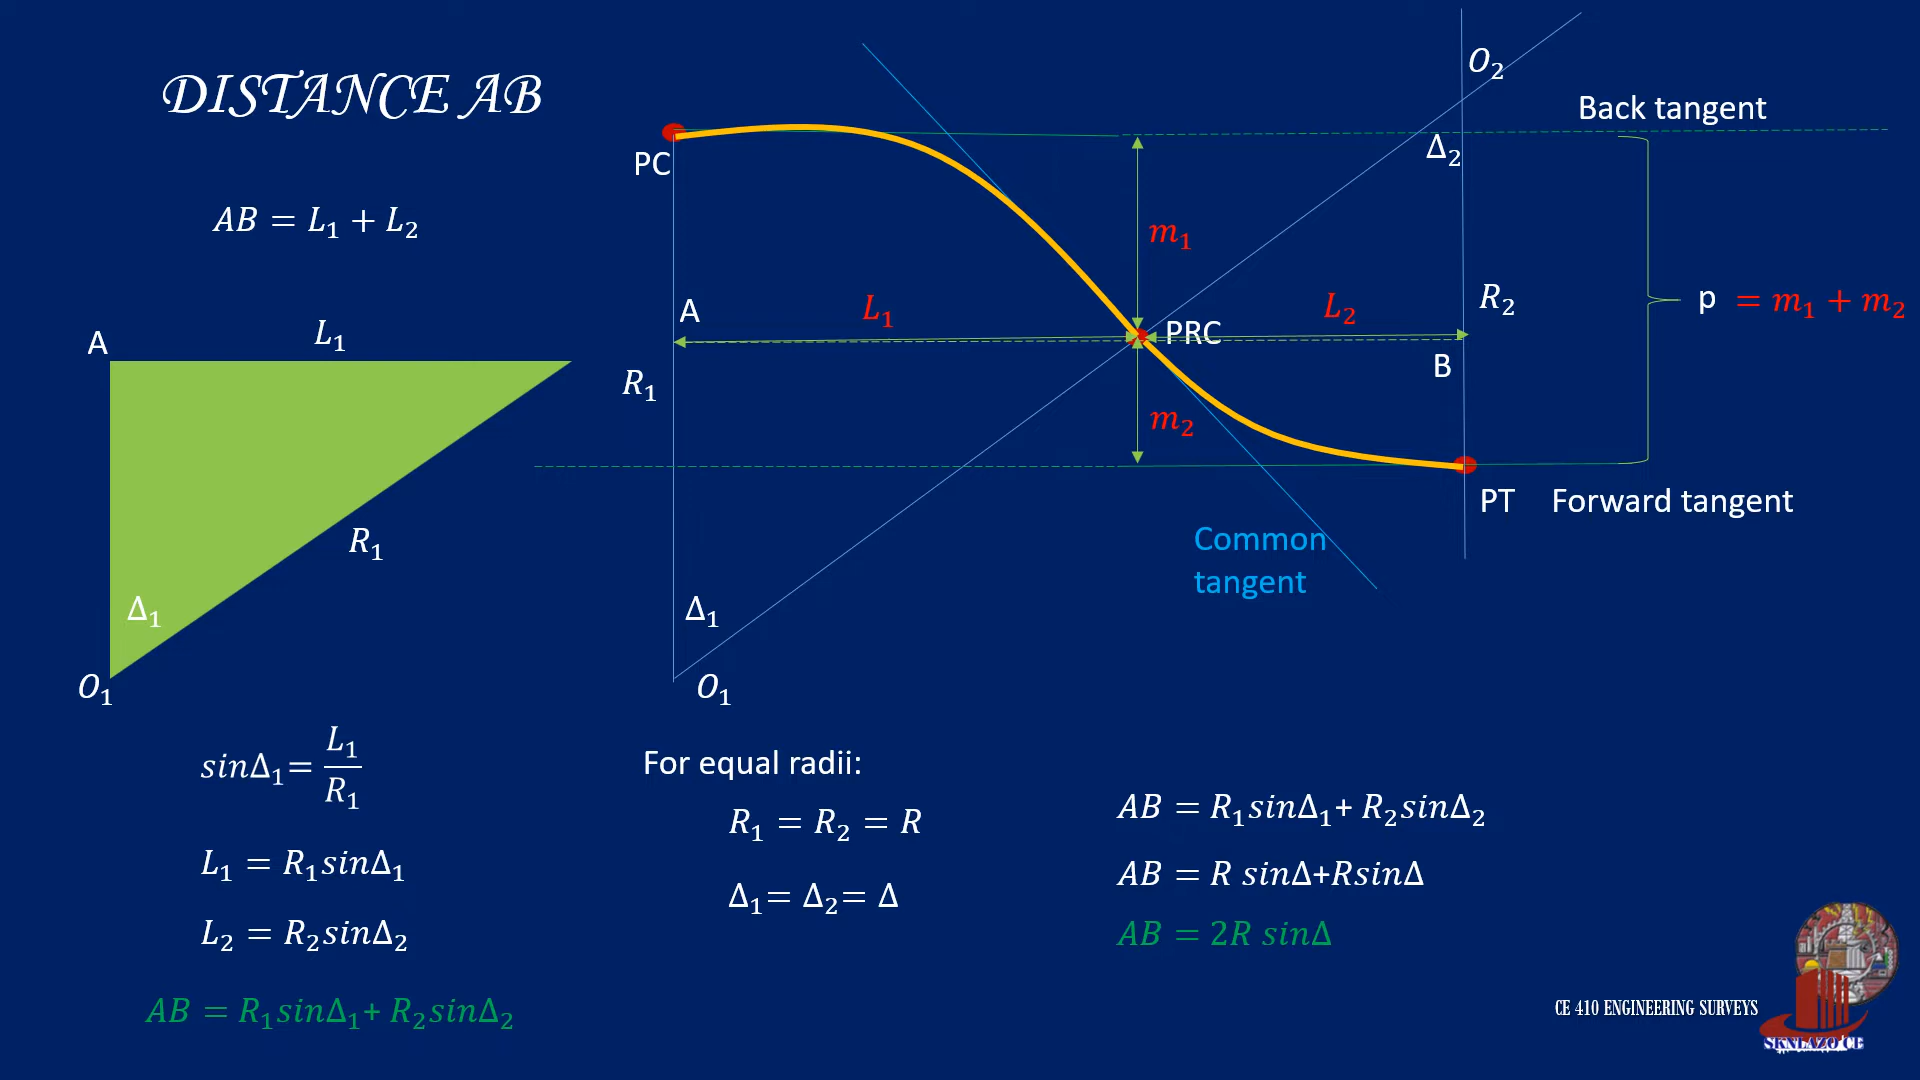 DISTANCE AB
AB = L₁ + L₂
A
L₁
R₁
Δ₁
O₁
sinΔ₁= L₁/R₁
L₁ = R₁sinΔ₁
L₂ = R₂sinΔ₂
AB = R₁sinΔ₁+ R₂sinΔ₂
O₂
Back tangent
PC
Δ₂
m₁
A
L₁
PRC
L₂
R₂
p = m₁ + m₂
R₁
B
m₂
PT
Forward tangent
Common
tangent
Δ₁
O₁
For equal radii:
R₁ = R₂ = R
Δ₁= Δ₂= Δ
AB = R₁sinΔ₁+ R₂sinΔ₂
AB = R sinΔ+RsinΔ
AB = 2R sinΔ
CE 410 ENGINEERING SURVEYS
SKNLAZO CE